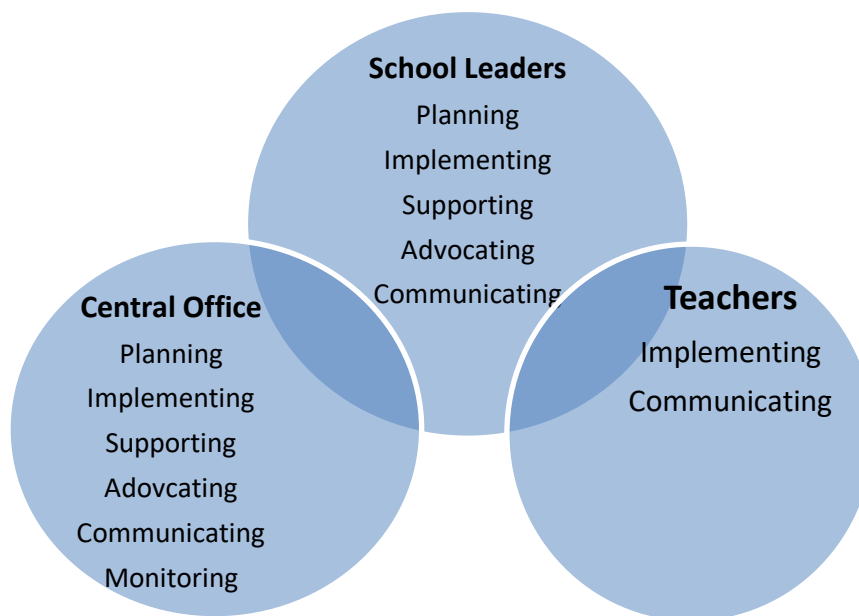 School Leaders
Planning
Implementing
Supporting
Advocating
Communicating
Central Office
Planning
Implementing
Supporting
Adovcating
Communicating
Monitoring
Teachers
Implementing
Communicating